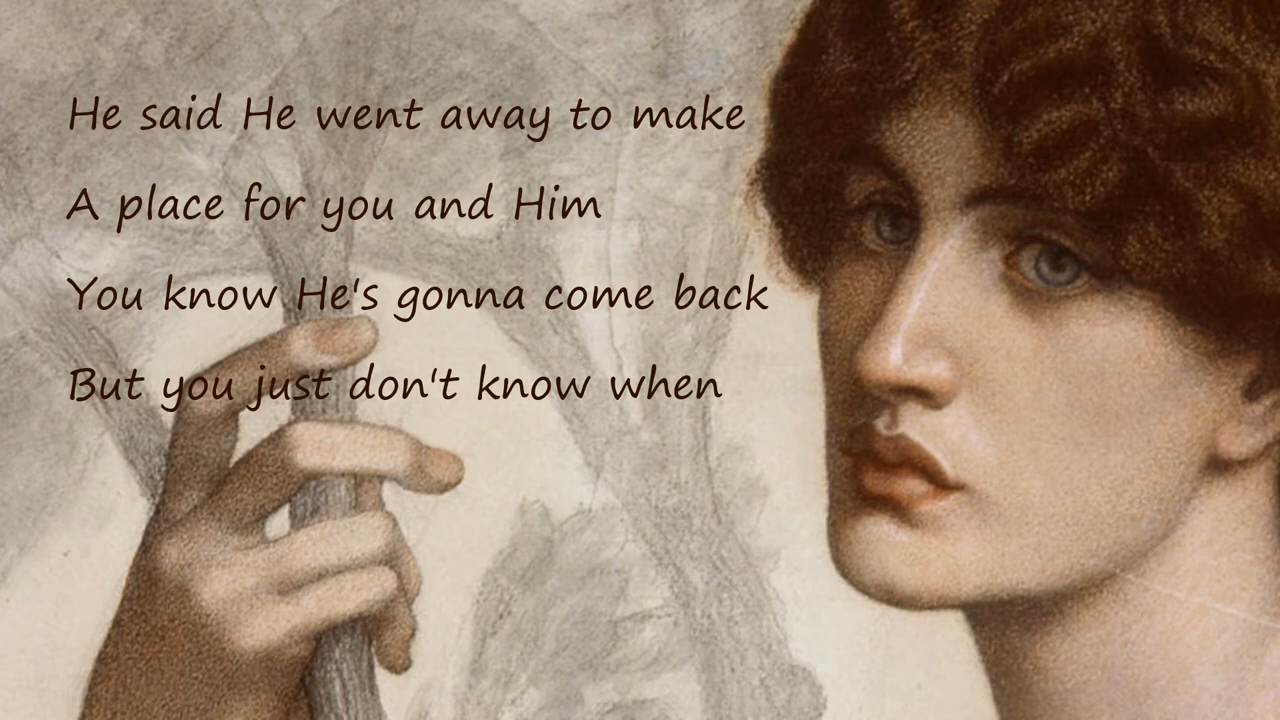 He said He went away to make
A place for you and Him
You know He's gonna come back
But you just don't know when